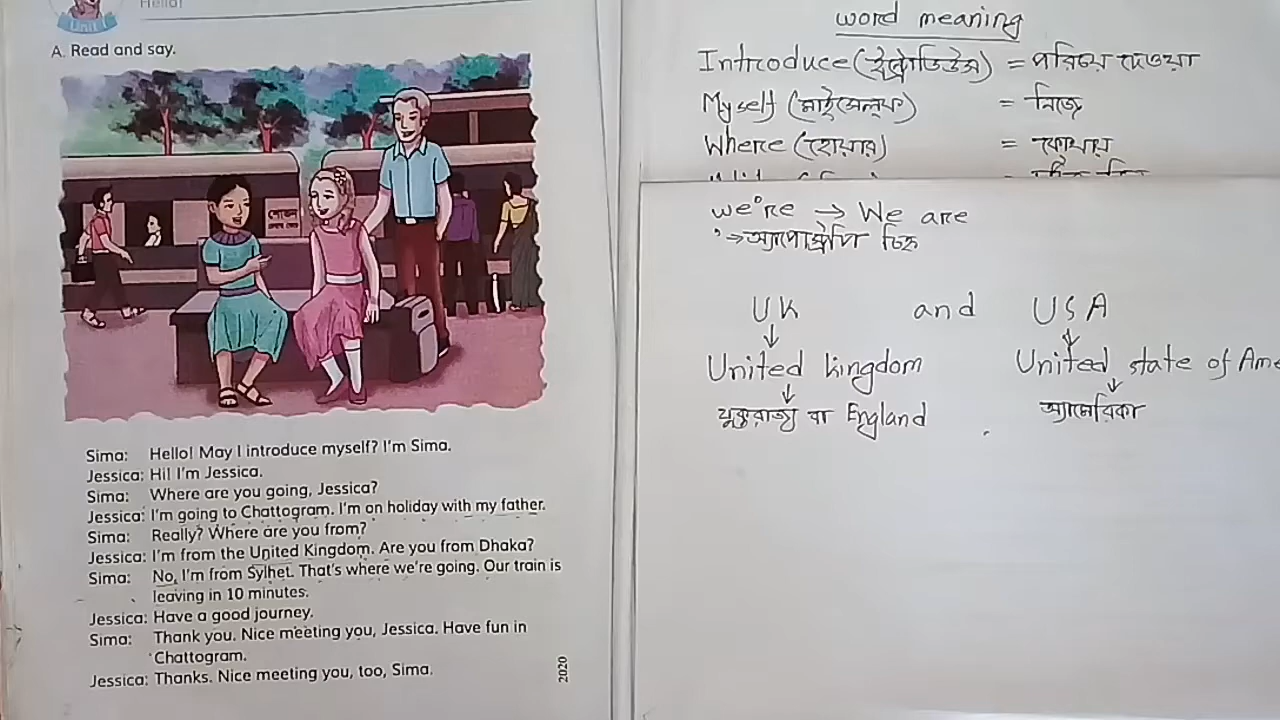 Hello!
Unit 1
A. Read and say.
Sima: Hello! May I introduce myself? I'm Sima.
Jessica: Hi! I'm Jessica.
Sima: Where are you going, Jessica?
Jessica: I'm going to Chattogram. I'm on holiday with my father.
Sima: Really? Where are you from?
Jessica: I'm from the United Kingdom. Are you from Dhaka?
Sima: No, I'm from Sylhet. That's where we're going. Our train is
leaving in 10 minutes.
Jessica: Have a good journey.
Sima: Thank you. Nice meeting you, Jessica. Have fun in
Chattogram.
Jessica: Thanks. Nice meeting you, too, Sima.
2020
word meaning
Introduce (ইন্ট্রোডিউস) = পরিচয় দেওয়া
Myself (মাইসেল্ফ) = নিজে
Where (হোয়ার) = কোথায়
we're → We are
' → অ্যাপোস্ট্রোপি চিহ্ন
UK and USA
↓ ↓
United kingdom United state of Ame
↓ ↓
যুক্তরাজ্য বা England অ্যামেরিকা